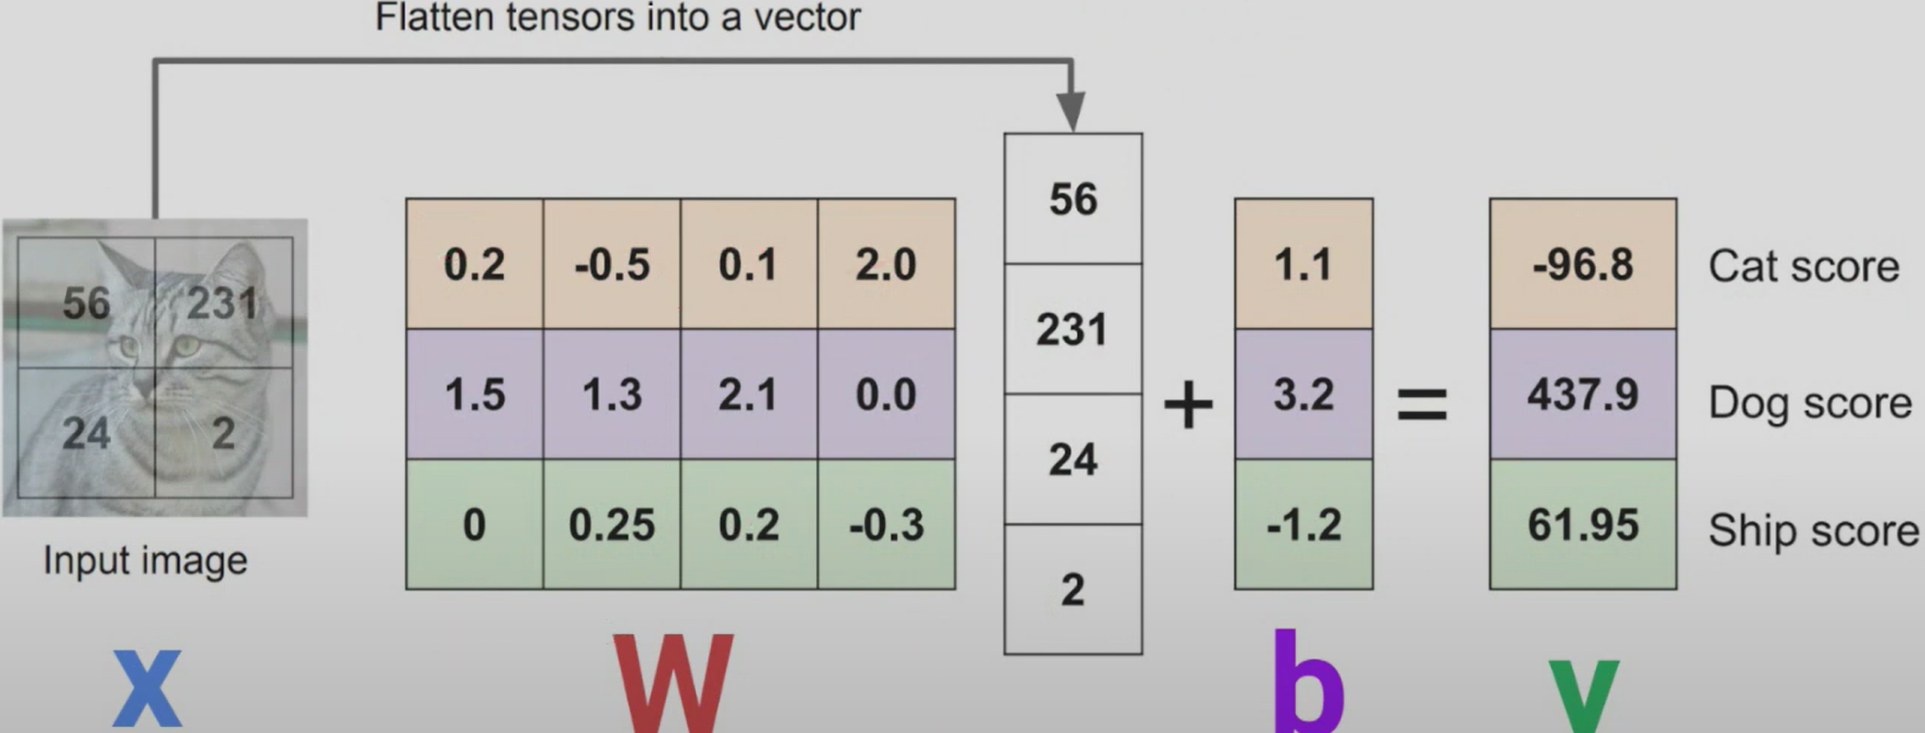 Flatten tensors into a vector
56 231
24 2
Input image
0.2 -0.5 0.1 2.0
1.5 1.3 2.1 0.0
0 0.25 0.2 -0.3
56
231
24
2
+
1.1
3.2
-1.2
=
-96.8 Cat score
437.9 Dog score
61.95 Ship score
x W b y